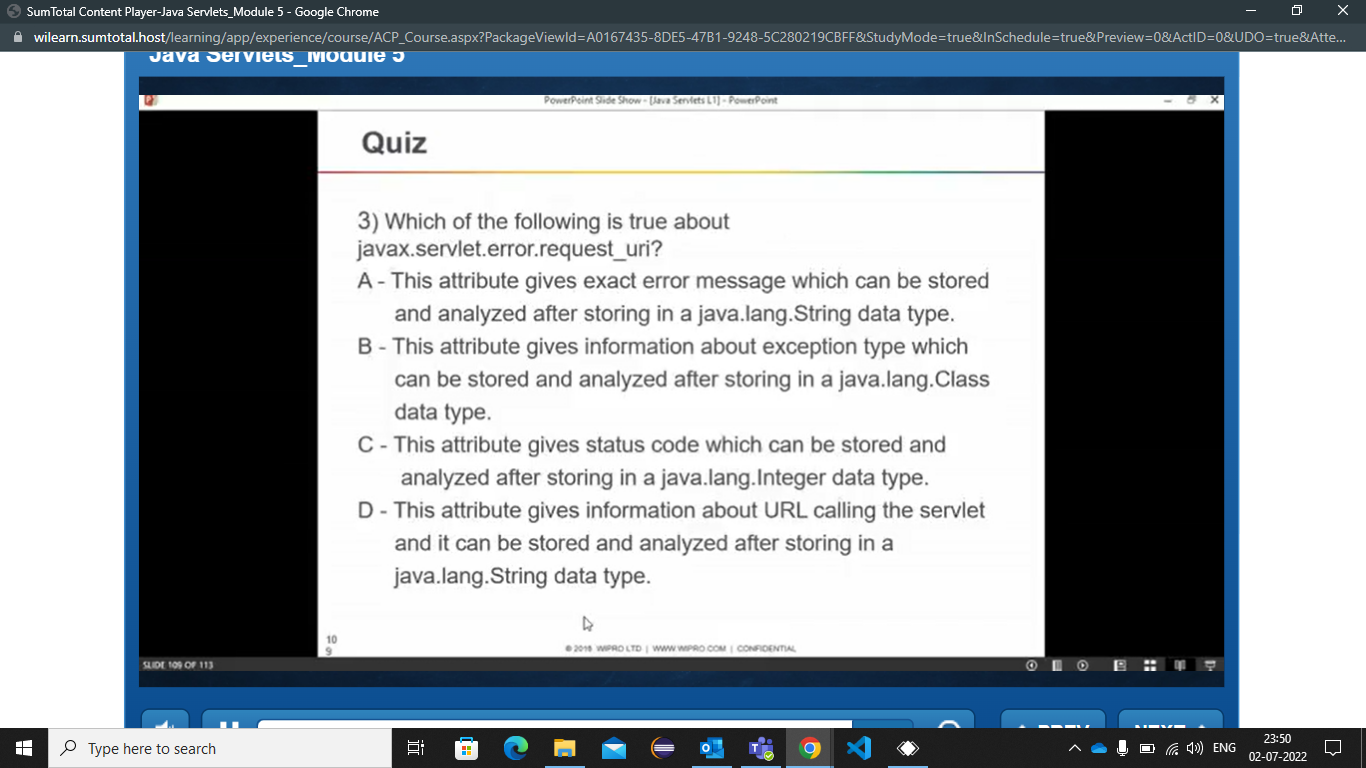 SumTotal Content Player-Java Servlets_Module 5 - Google Chrome
wilearn.sumtotal.host/learning/app/experience/course/ACP_Course.aspx?PackageViewId=A0167435-8DE5-47B1-9248-5C280219CBFF&StudyMode=true&InSchedule=true&Preview=0&ActID=0&UDO=true&Atte...
Java Servlets_Module 5
PowerPoint Slide Show - [Java Servlets L1] - PowerPoint
Quiz
3) Which of the following is true about
javax.servlet.error.request_uri?
A - This attribute gives exact error message which can be stored
and analyzed after storing in a java.lang.String data type.
B - This attribute gives information about exception type which
can be stored and analyzed after storing in a java.lang.Class
data type.
C - This attribute gives status code which can be stored and
analyzed after storing in a java.lang.Integer data type.
D - This attribute gives information about URL calling the servlet
and it can be stored and analyzed after storing in a
java.lang.String data type.
10
9
© 2016 WIPRO LTD | WWW.WIPRO.COM | CONFIDENTIAL
SLIDE 109 OF 113
PREV
NEXT
Type here to search
ENG
23:50
02-07-2022